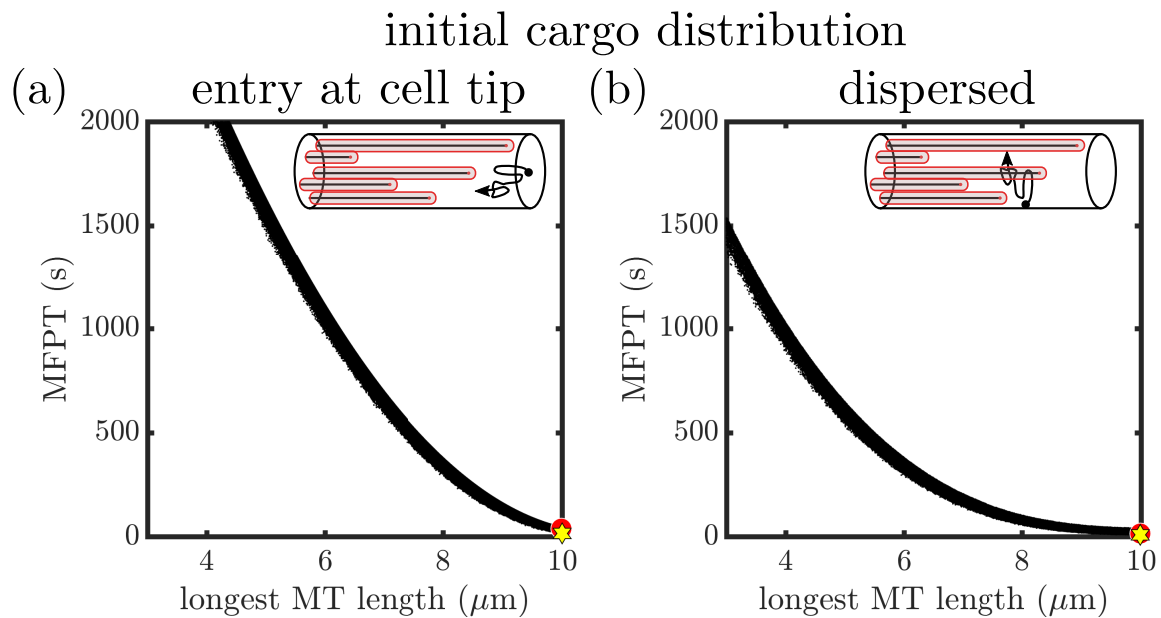 initial cargo distribution
(a) entry at cell tip
(b) dispersed
2000
1500
1000
500
0
MFPT (s)
4 6 8 10
longest MT length (μm)
2000
1500
1000
500
0
MFPT (s)
4 6 8 10
longest MT length (μm)